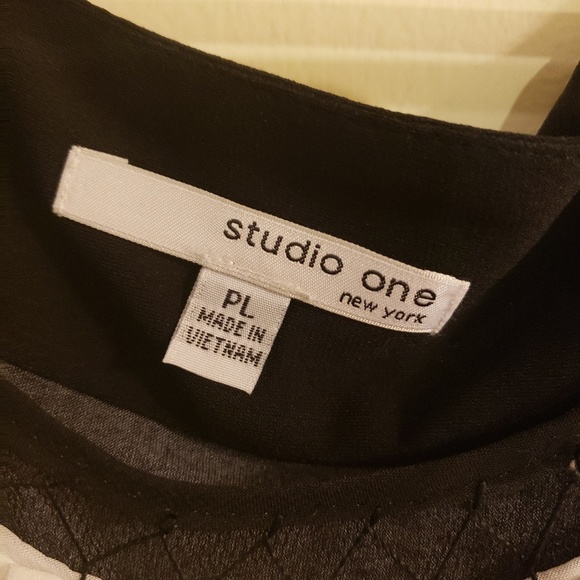 studio one
new york
PL
MADE IN
VIETNAM